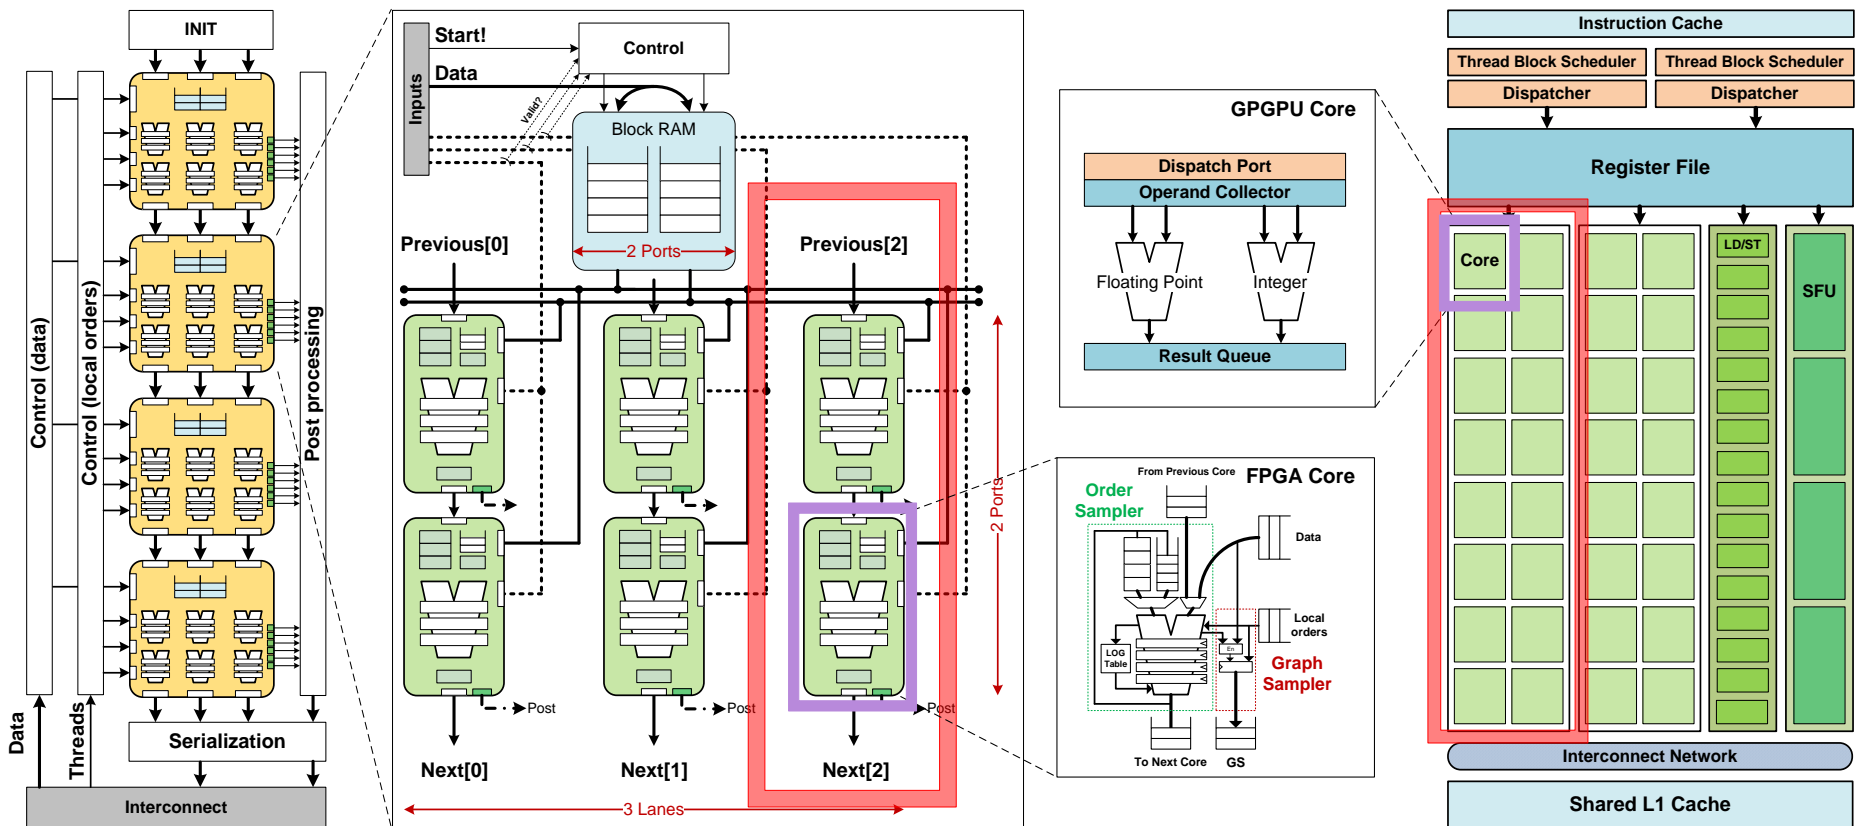 INIT
Control (data)
Control (local orders)
Post processing
Data
Threads
Serialization
Interconnect
Inputs
Start!
Data
Valid?
Control
Block RAM
2 Ports
Previous[0]
Previous[2]
2 Ports
Post
Post
Post
Next[0]
Next[1]
Next[2]
3 Lanes
GPGPU Core
Dispatch Port
Operand Collector
Floating Point
Integer
Result Queue
From Previous Core
FPGA Core
Order
Sampler
Data
Local
orders
LOG
Table
En
Graph
Sampler
To Next Core
GS
Instruction Cache
Thread Block Scheduler
Thread Block Scheduler
Dispatcher
Dispatcher
Register File
Core
LD/ST
SFU
Interconnect Network
Shared L1 Cache